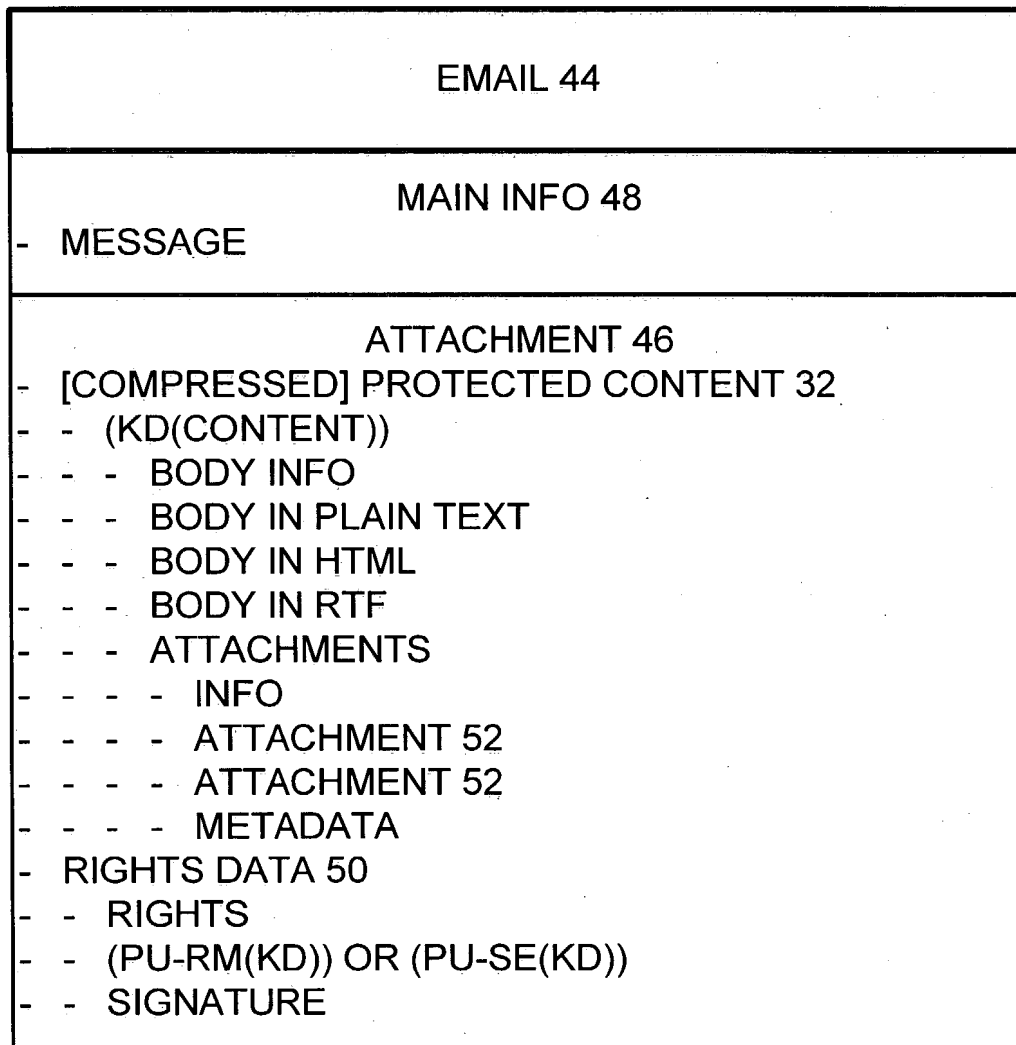 EMAIL 44
MAIN INFO 48
- MESSAGE
ATTACHMENT 46
- [COMPRESSED] PROTECTED CONTENT 32
- - (KD(CONTENT))
- - - BODY INFO
- - - BODY IN PLAIN TEXT
- - - BODY IN HTML
- - - BODY IN RTF
- - - ATTACHMENTS
- - - - INFO
- - - - ATTACHMENT 52
- - - - ATTACHMENT 52
- - - - METADATA
- RIGHTS DATA 50
- - RIGHTS
- - (PU-RM(KD)) OR (PU-SE(KD))
- - SIGNATURE